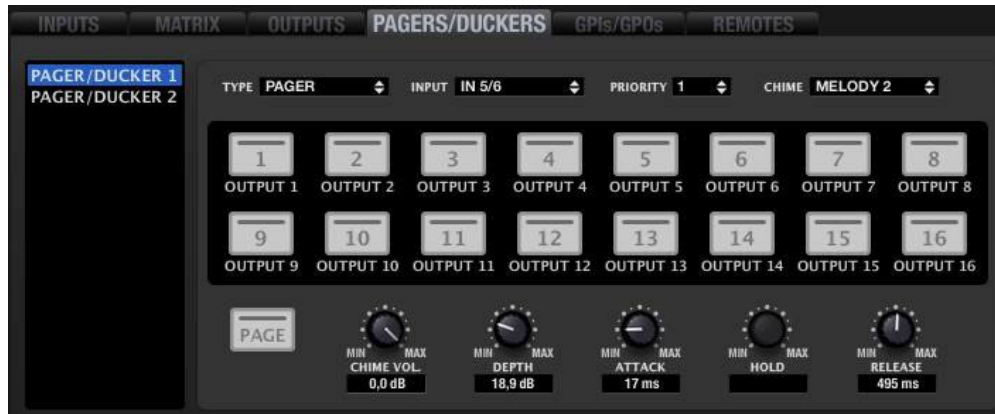 INPUTS MATRIX OUTPUTS PAGERS/DUCKERS GPIs/GPOs REMOTES
PAGER/DUCKER 1
PAGER/DUCKER 2
TYPE PAGER INPUT IN 5/6 PRIORITY 1 CHIME MELODY 2
1 2 3 4 5 6 7 8
OUTPUT 1 OUTPUT 2 OUTPUT 3 OUTPUT 4 OUTPUT 5 OUTPUT 6 OUTPUT 7 OUTPUT 8
9 10 11 12 13 14 15 16
OUTPUT 9 OUTPUT 10 OUTPUT 11 OUTPUT 12 OUTPUT 13 OUTPUT 14 OUTPUT 15 OUTPUT 16
PAGE
MIN MAX MIN MAX MIN MAX MIN MAX MIN MAX
CHIME VOL. DEPTH ATTACK HOLD RELEASE
0,0 dB 18,9 dB 17 ms 495 ms